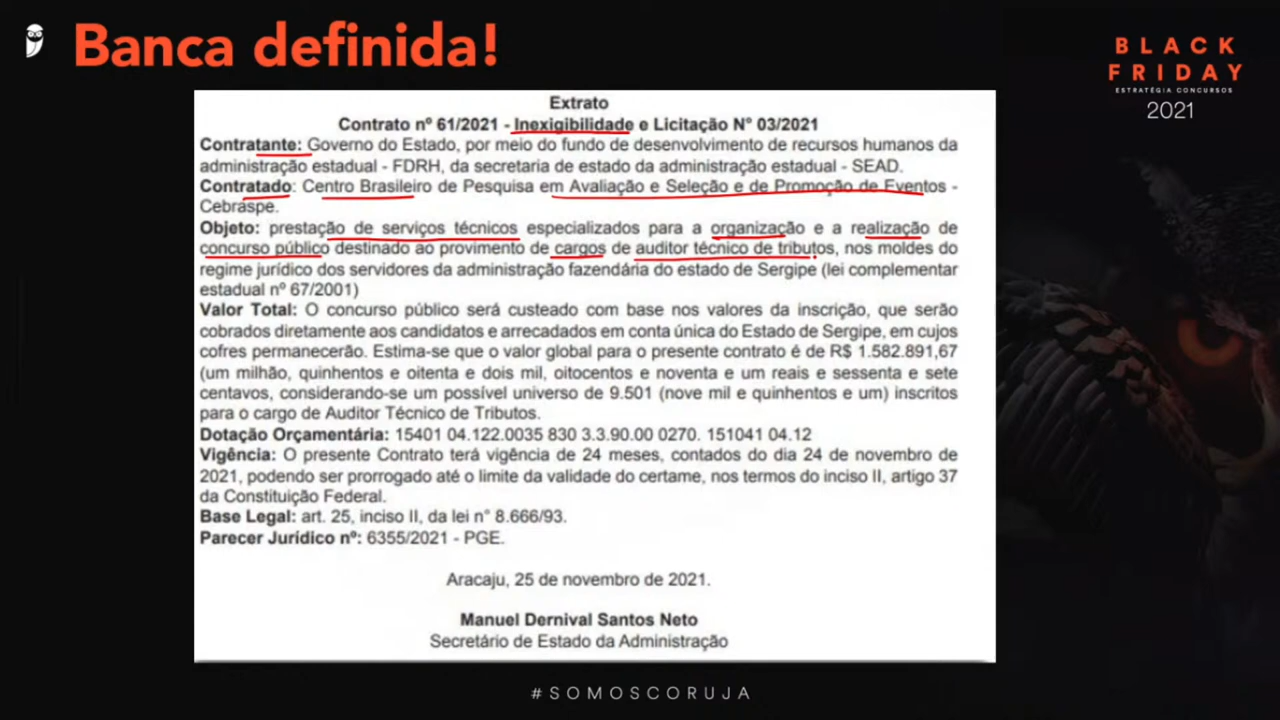 Banca definida!
BLACK
FRIDAY
ESTRATÉGIA CONCURSOS
2021
Extrato
Contrato nº 61/2021 - Inexigibilidade e Licitação N° 03/2021
Contratante: Governo do Estado, por meio do fundo de desenvolvimento de recursos humanos da
administração estadual - FDRH, da secretaria de estado da administração estadual - SEAD.
Contratado: Centro Brasileiro de Pesquisa em Avaliação e Seleção e de Promoção de Eventos -
Cebraspe.
Objeto: prestação de serviços técnicos especializados para a organização e a realização de
concurso público destinado ao provimento de cargos de auditor técnico de tributos, nos moldes do
regime jurídico dos servidores da administração fazendária do estado de Sergipe (lei complementar
estadual nº 67/2001)
Valor Total: O concurso público será custeado com base nos valores da inscrição, que serão
cobrados diretamente aos candidatos e arrecadados em conta única do Estado de Sergipe, em cujos
cofres permanecerão. Estima-se que o valor global para o presente contrato é de R$ 1.582.891,67
(um milhão, quinhentos e oitenta e dois mil, oitocentos e noventa e um reais e sessenta e sete
centavos, considerando-se um possível universo de 9.501 (nove mil e quinhentos e um) inscritos
para o cargo de Auditor Técnico de Tributos.
Dotação Orçamentária: 15401 04.122.0035 830 3.3.90.00 0270. 151041 04.12
Vigência: O presente Contrato terá vigência de 24 meses, contados do dia 24 de novembro de
2021, podendo ser prorrogado até o limite da validade do certame, nos termos do inciso II, artigo 37
da Constituição Federal.
Base Legal: art. 25, inciso II, da lei n° 8.666/93.
Parecer Jurídico nº: 6355/2021 - PGE.
Aracaju, 25 de novembro de 2021.
Manuel Dernival Santos Neto
Secretário de Estado da Administração
#SOMOSCORUJA